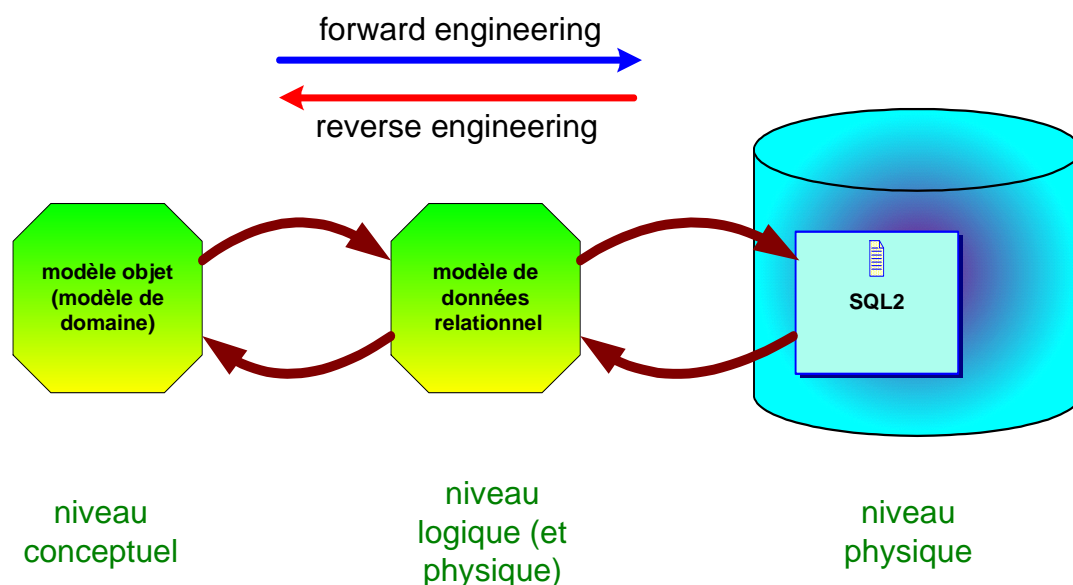 forward engineering
reverse engineering
modèle objet
(modèle de
domaine)
modèle de
données
relationnel
SQL2
niveau
conceptuel
niveau
logique (et
physique)
niveau
physique